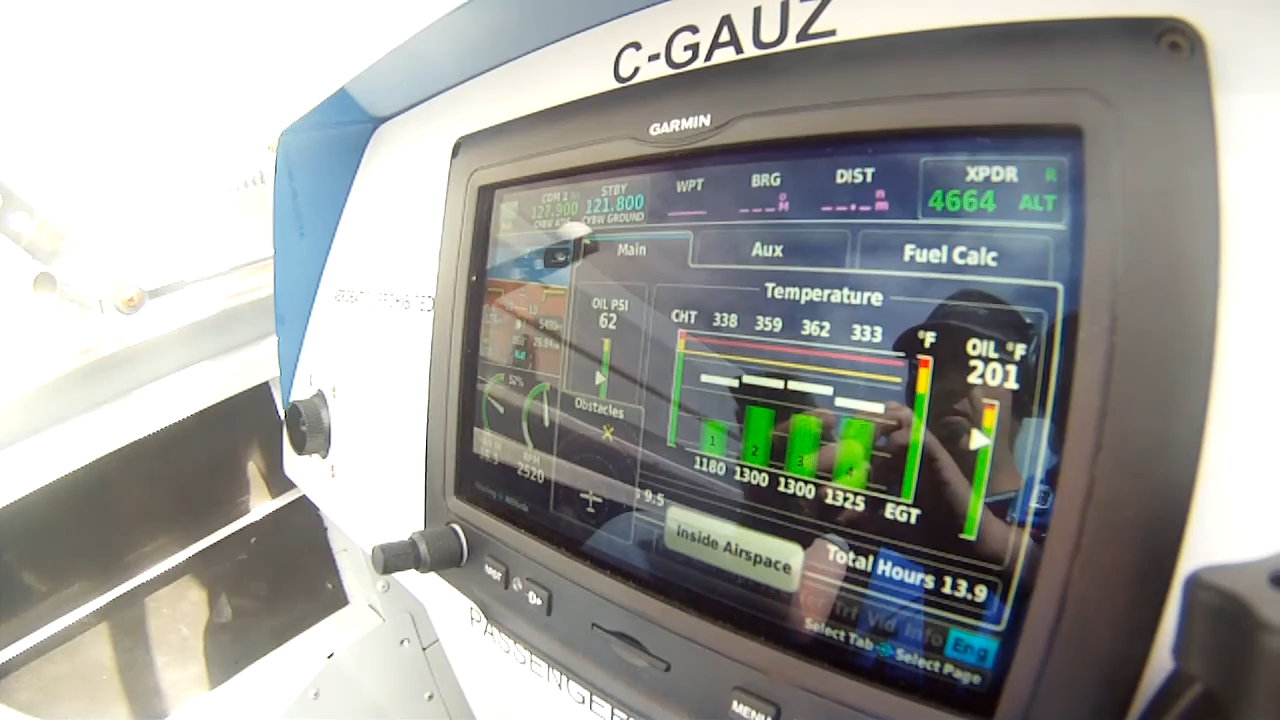 C-GAUZ
GARMIN
COM 1
127.900
STBY
121.800
CYBW GROUND
WPT
BRG
DIST
XPDR R
4664 ALT
Main
Aux
Fuel Calc
OIL PSI
62
Temperature
CHT 338 359 362 333
°F
OIL °F
201
52%
Obstacles
1 2 3 4
1180 1300 1300 1325 EGT
RPM
2520
9.5
Inside Airspace
Total Hours 13.9
Trf Vid Info Eng
Select Tab Select Page
MENU